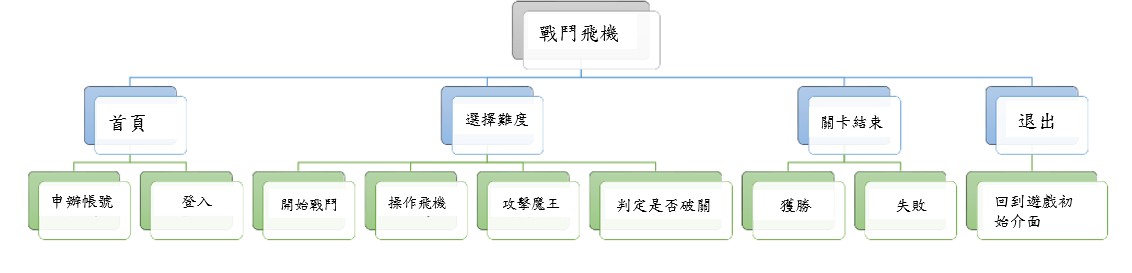 戰鬥飛機
首頁
選擇難度
關卡結束
退出
申辦帳號
登入
開始戰鬥
操作飛機
攻擊魔王
判定是否破關
獲勝
失敗
回到遊戲初
始介面